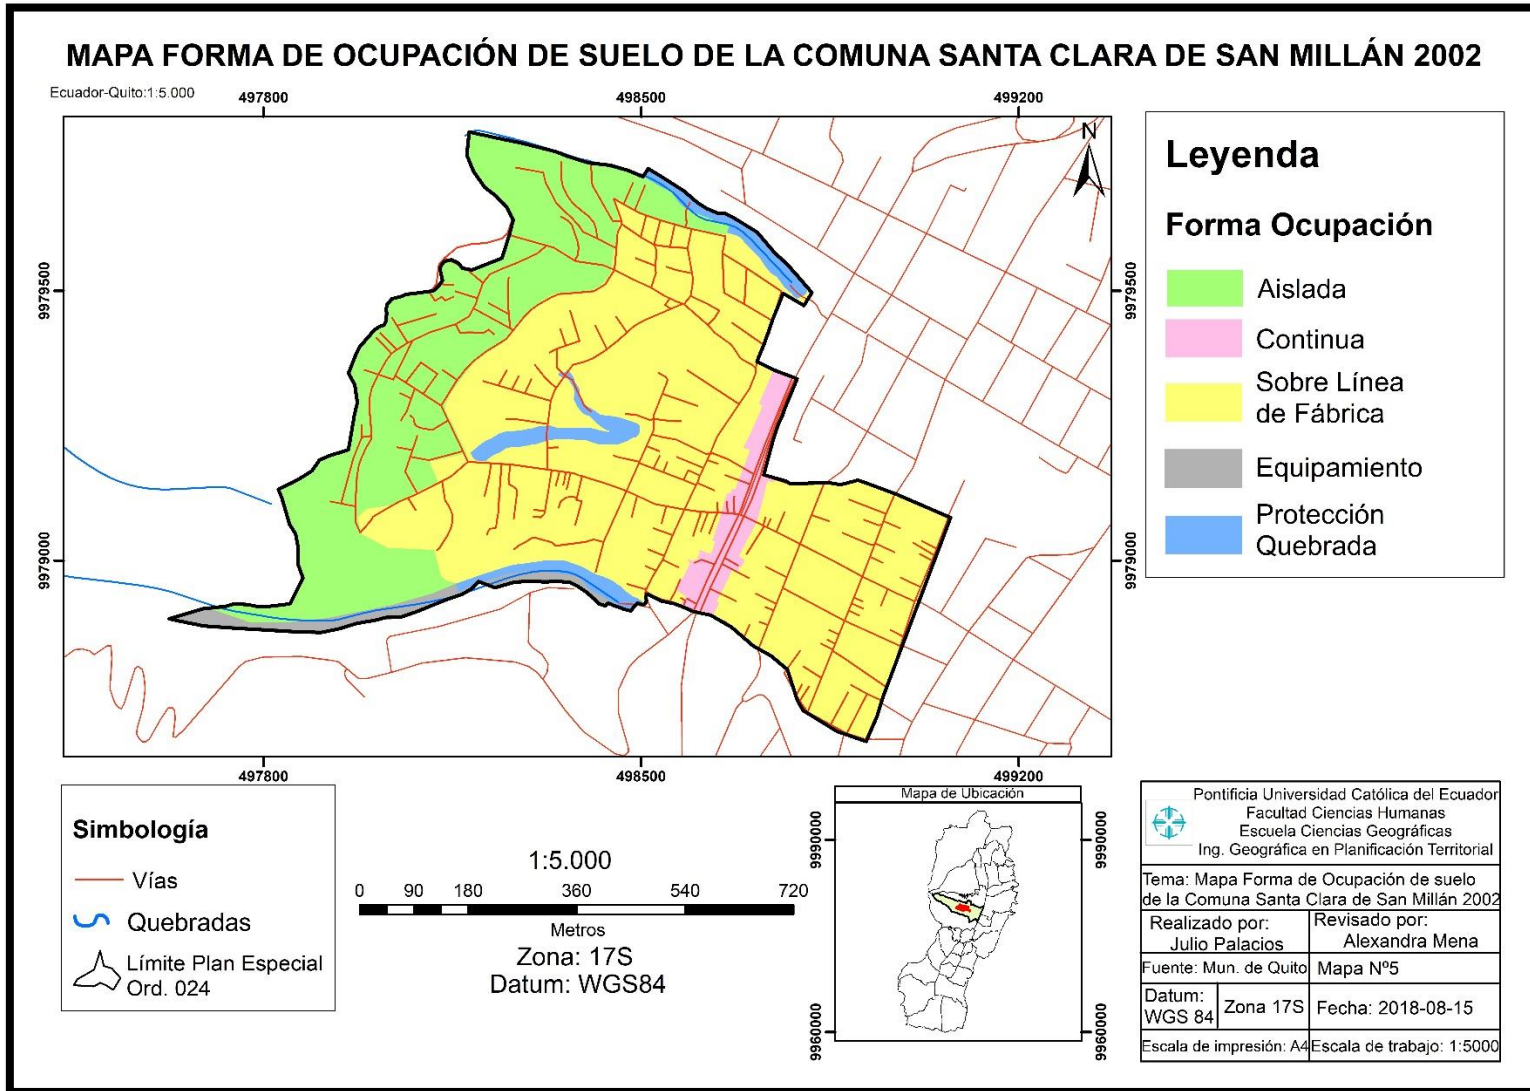 MAPA FORMA DE OCUPACIÓN DE SUELO DE LA COMUNA SANTA CLARA DE SAN MILLÁN 2002
Ecuador-Quito:1:5.000
497800
498500
499200
N
9979500
9979500
9979000
9979000
497800
498500
499200
Leyenda
Forma Ocupación
Aislada
Continua
Sobre Línea
de Fábrica
Equipamiento
Protección
Quebrada
Simbología
Vías
Quebradas
Límite Plan Especial
Ord. 024
1:5.000
0 90 180 360 540 720
Metros
Zona: 17S
Datum: WGS84
Mapa de Ubicación
9990000
9990000
9960000
9960000
Pontificia Universidad Católica del Ecuador
Facultad Ciencias Humanas
Escuela Ciencias Geográficas
Ing. Geográfica en Planificación Territorial
Tema: Mapa Forma de Ocupación de suelo
de la Comuna Santa Clara de San Millán 2002
Realizado por:
Julio Palacios
Revisado por:
Alexandra Mena
Fuente: Mun. de Quito
Mapa Nº5
Datum:
WGS 84
Zona 17S
Fecha: 2018-08-15
Escala de impresión: A4
Escala de trabajo: 1:5000